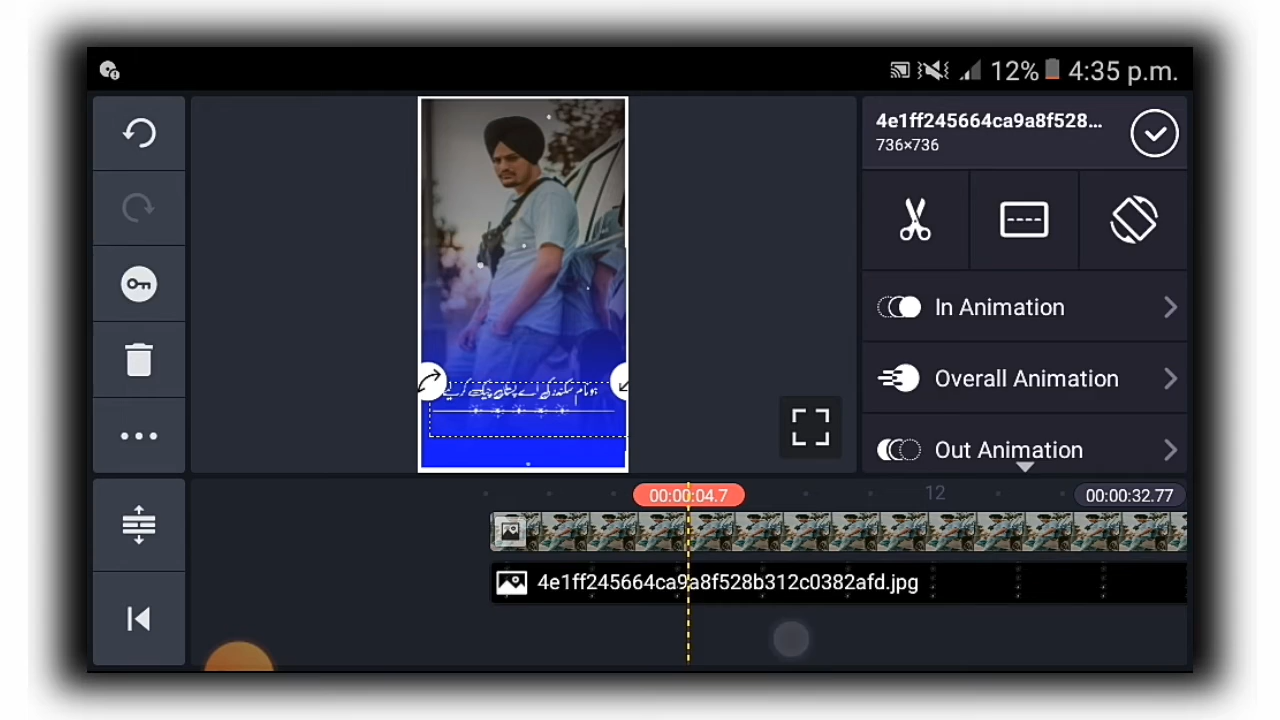 12% 4:35 p.m.
4e1ff245664ca9a8f528...
736×736
In Animation
Overall Animation
Out Animation
00:00:04.7
12
00:00:32.77
4e1ff245664ca9a8f528b312c0382afd.jpg